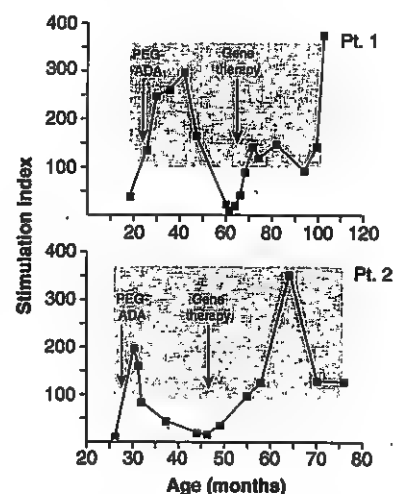 Stimulation Index
400
300
200
100
Pt. 1
PEG-
ADA
Gene
therapy
0 20 40 60 80 100 120
400
300
200
100
Pt. 2
PEG-
ADA
Gene
therapy
20 30 40 50 60 70 80
Age (months)